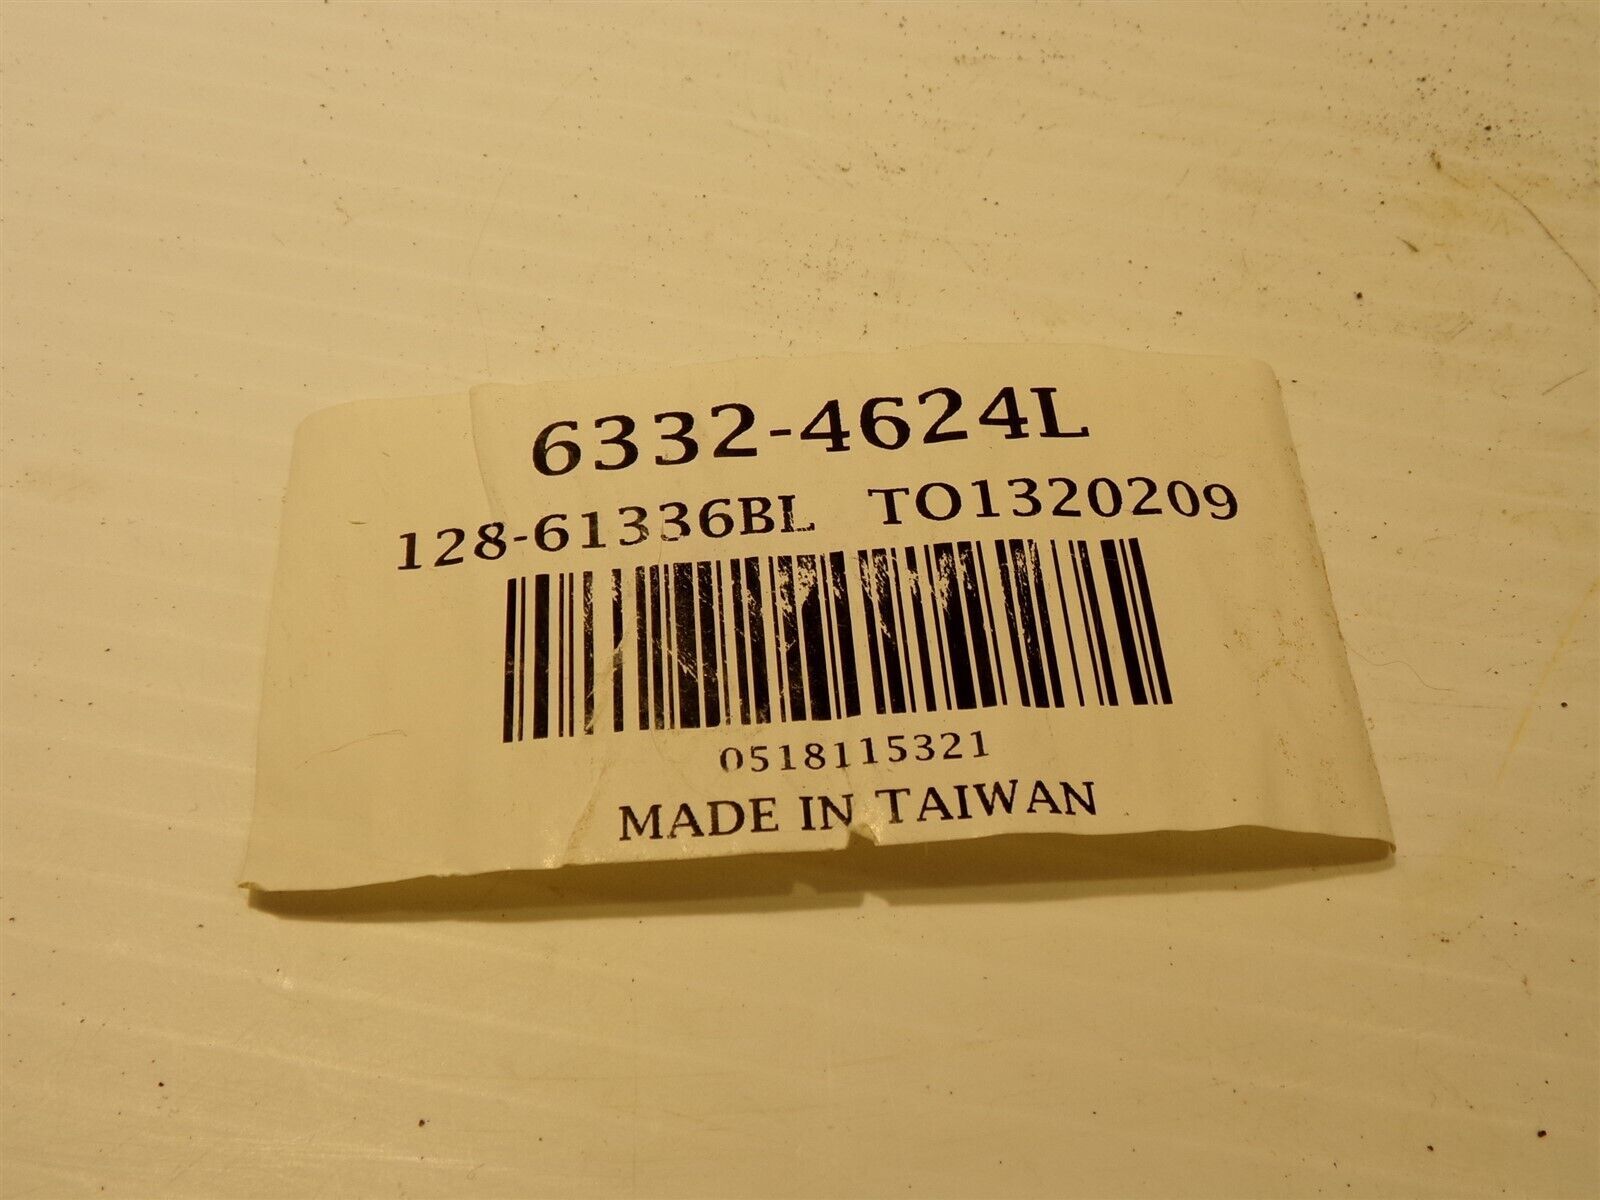 6332-4624L
128-61336BL TO1320209
0518115321
MADE IN TAIWAN